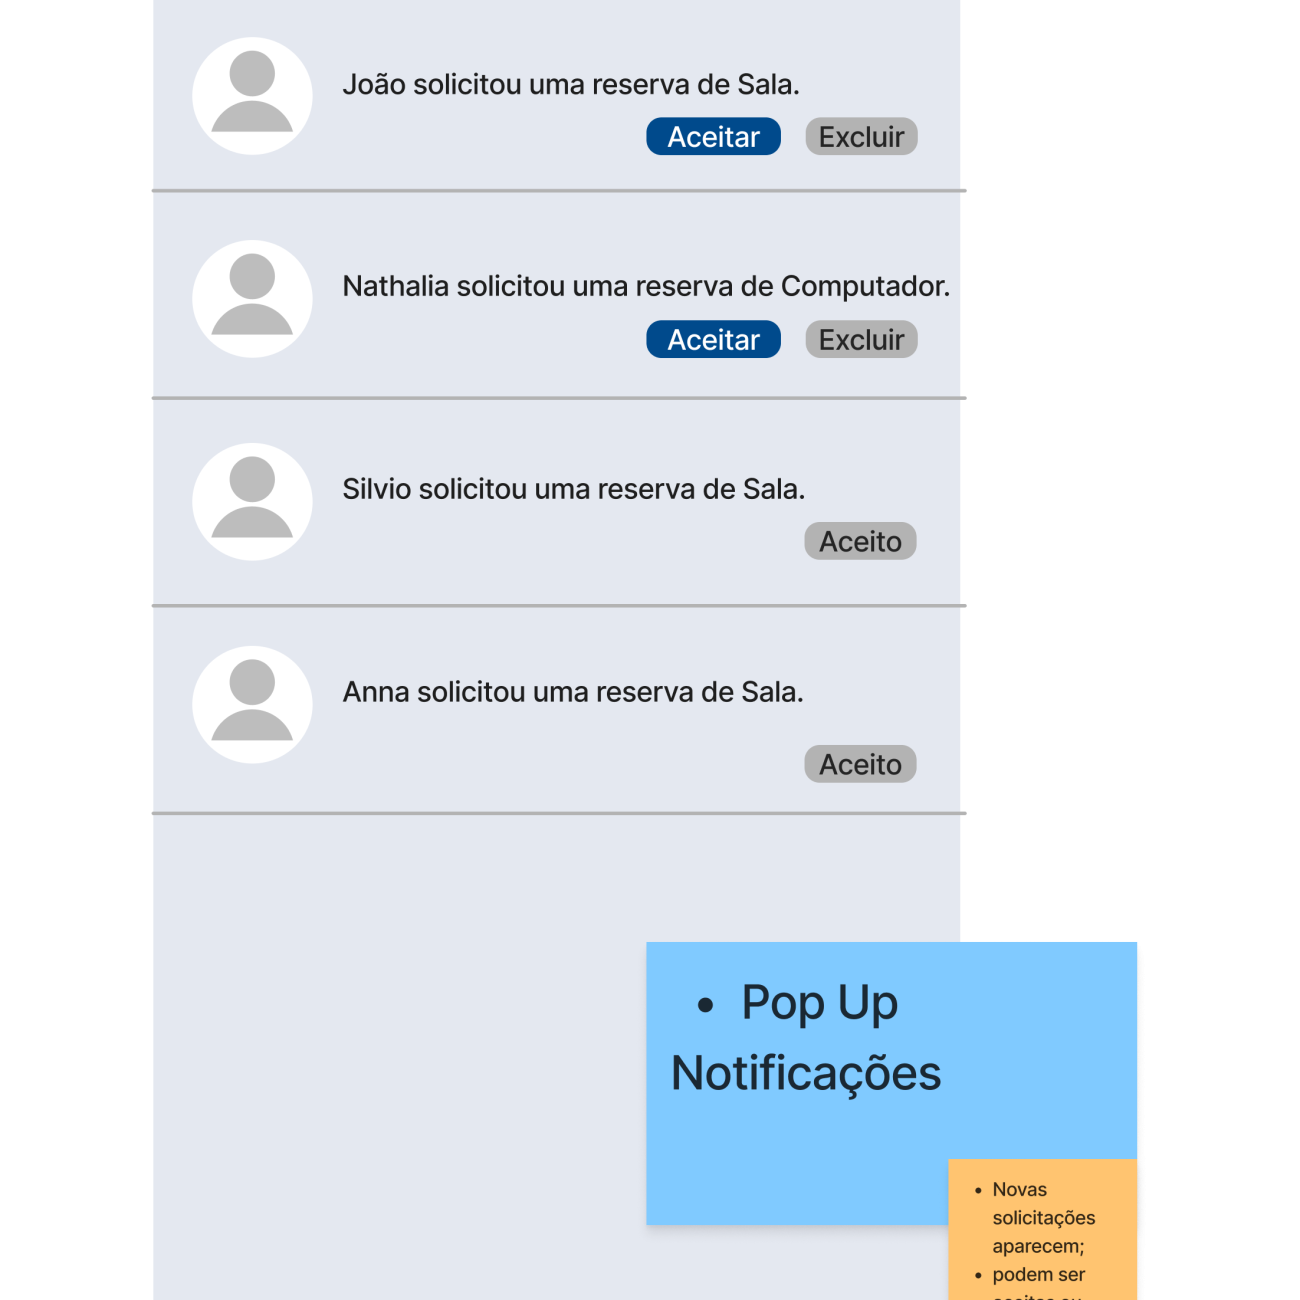 João solicitou uma reserva de Sala.
Aceitar Excluir
Nathalia solicitou uma reserva de Computador.
Aceitar Excluir
Silvio solicitou uma reserva de Sala.
Aceito
Anna solicitou uma reserva de Sala.
Aceito
• Pop Up
Notificações
• Novas
solicitações
aparecem;
• podem ser